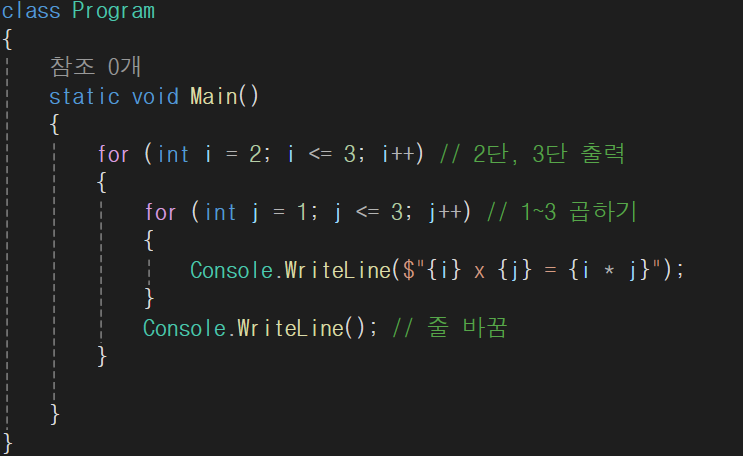 class Program
{
참조 0개
static void Main()
{
for (int i = 2; i <= 3; i++) // 2단, 3단 출력
{
for (int j = 1; j <= 3; j++) // 1~3 곱하기
{
Console.WriteLine($"{i} x {j} = {i * j}");
}
Console.WriteLine(); // 줄 바꿈
}
}
}